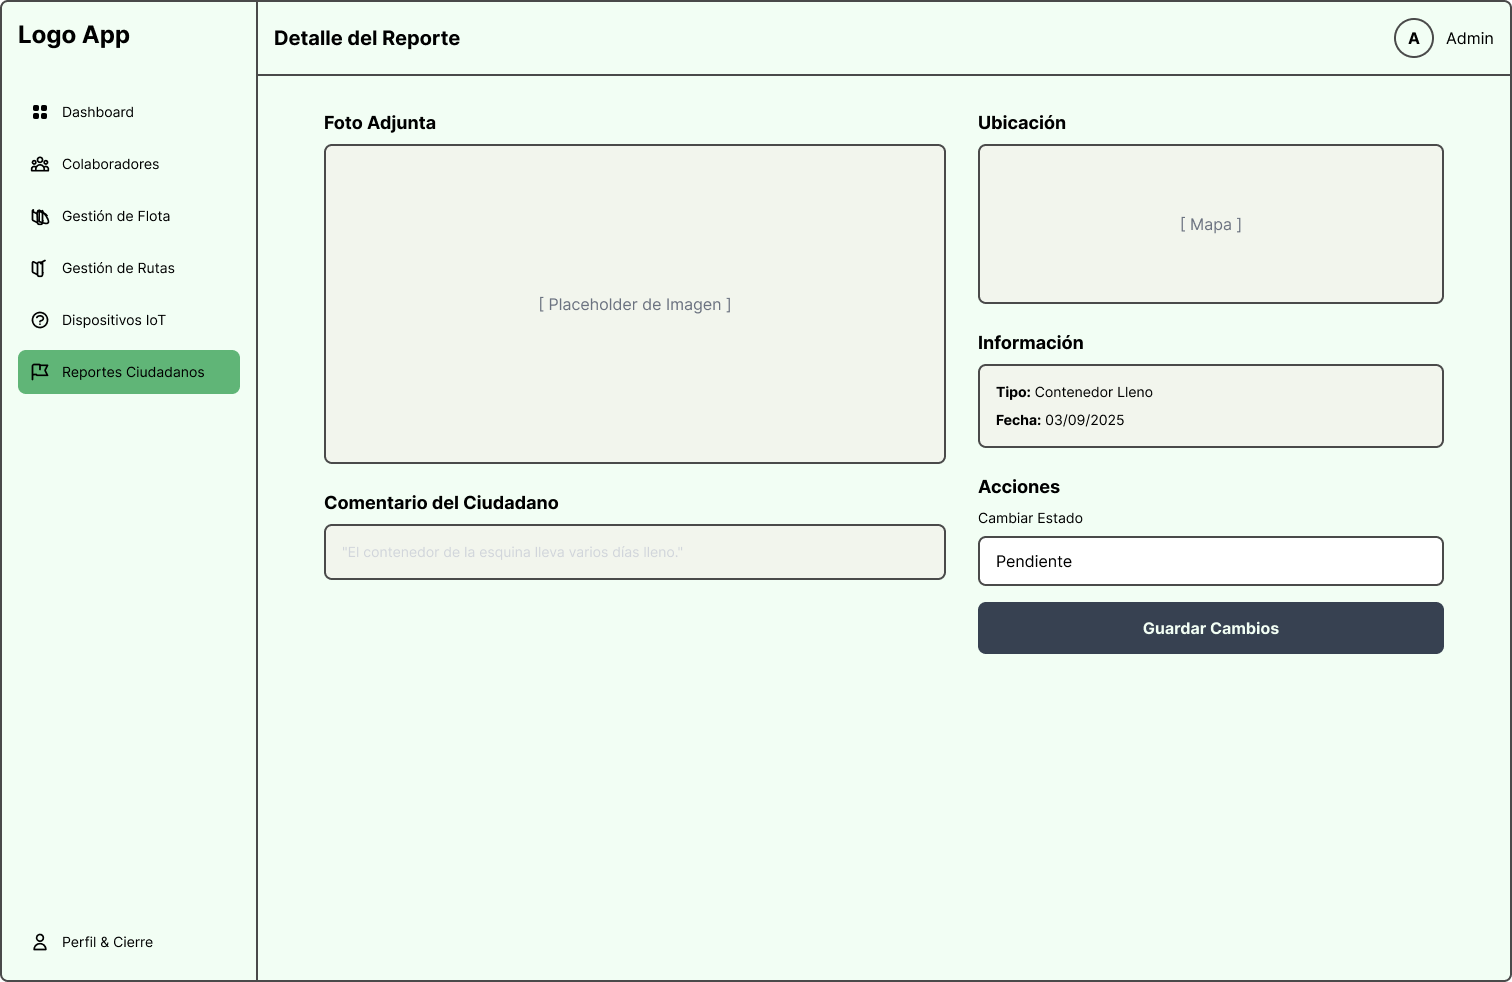 Logo App
Dashboard
Colaboradores
Gestión de Flota
Gestión de Rutas
Dispositivos IoT
Reportes Ciudadanos
Perfil & Cierre
Detalle del Reporte
A
Admin
Foto Adjunta
[ Placeholder de Imagen ]
Comentario del Ciudadano
"El contenedor de la esquina lleva varios días lleno."
Ubicación
[ Mapa ]
Información
Tipo: Contenedor Lleno
Fecha: 03/09/2025
Acciones
Cambiar Estado
Pendiente
Guardar Cambios